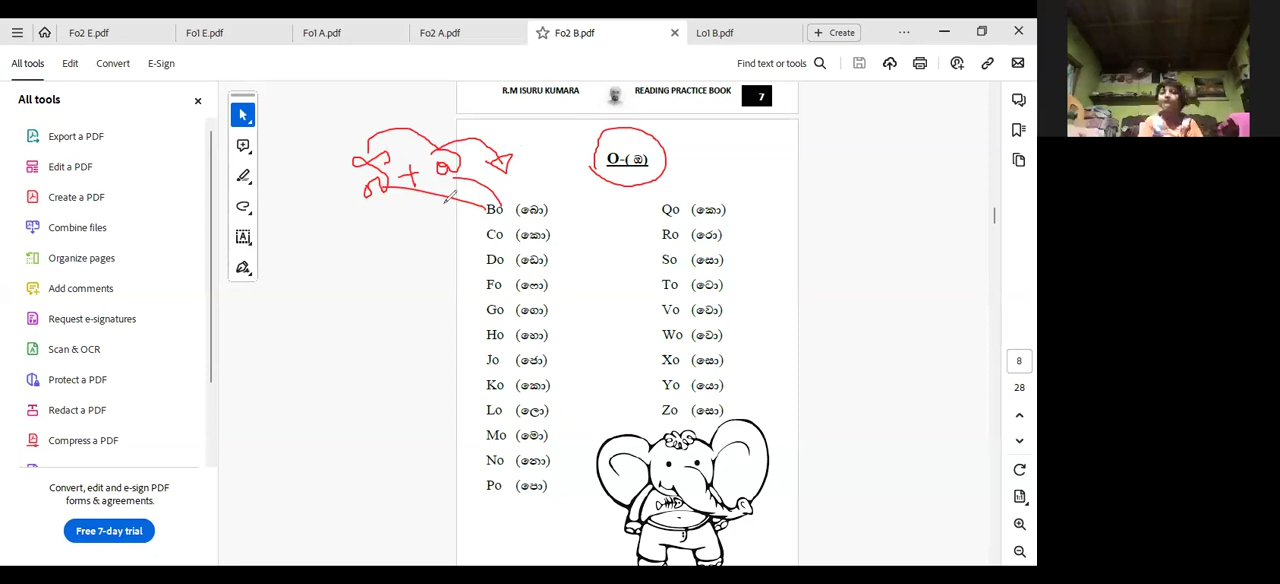 Fo2 E.pdf Fo1 E.pdf Fo1 A.pdf Fo2 A.pdf Fo2 B.pdf Lo1 B.pdf + Create
All tools Edit Convert E-Sign Find text or tools
All tools
Export a PDF
Edit a PDF
Create a PDF
Combine files
Organize pages
Add comments
Request e-signatures
Scan & OCR
Protect a PDF
Redact a PDF
Compress a PDF
Convert, edit and e-sign PDF
forms & agreements.
Free 7-day trial
R.M ISURU KUMARA READING PRACTICE BOOK 7
O-( ඔ)
Bo (බො) Qo (කො)
Co (කො) Ro (රො)
Do (ඩො) So (සො)
Fo (ෆො) To (ටො)
Go (ගො) Vo (වො)
Ho (හො) Wo (වො)
Jo (ජො) Xo (සො)
Ko (කො) Yo (යො)
Lo (ලො) Zo (සො)
Mo (මො)
No (නො)
Po (පො)
8
28